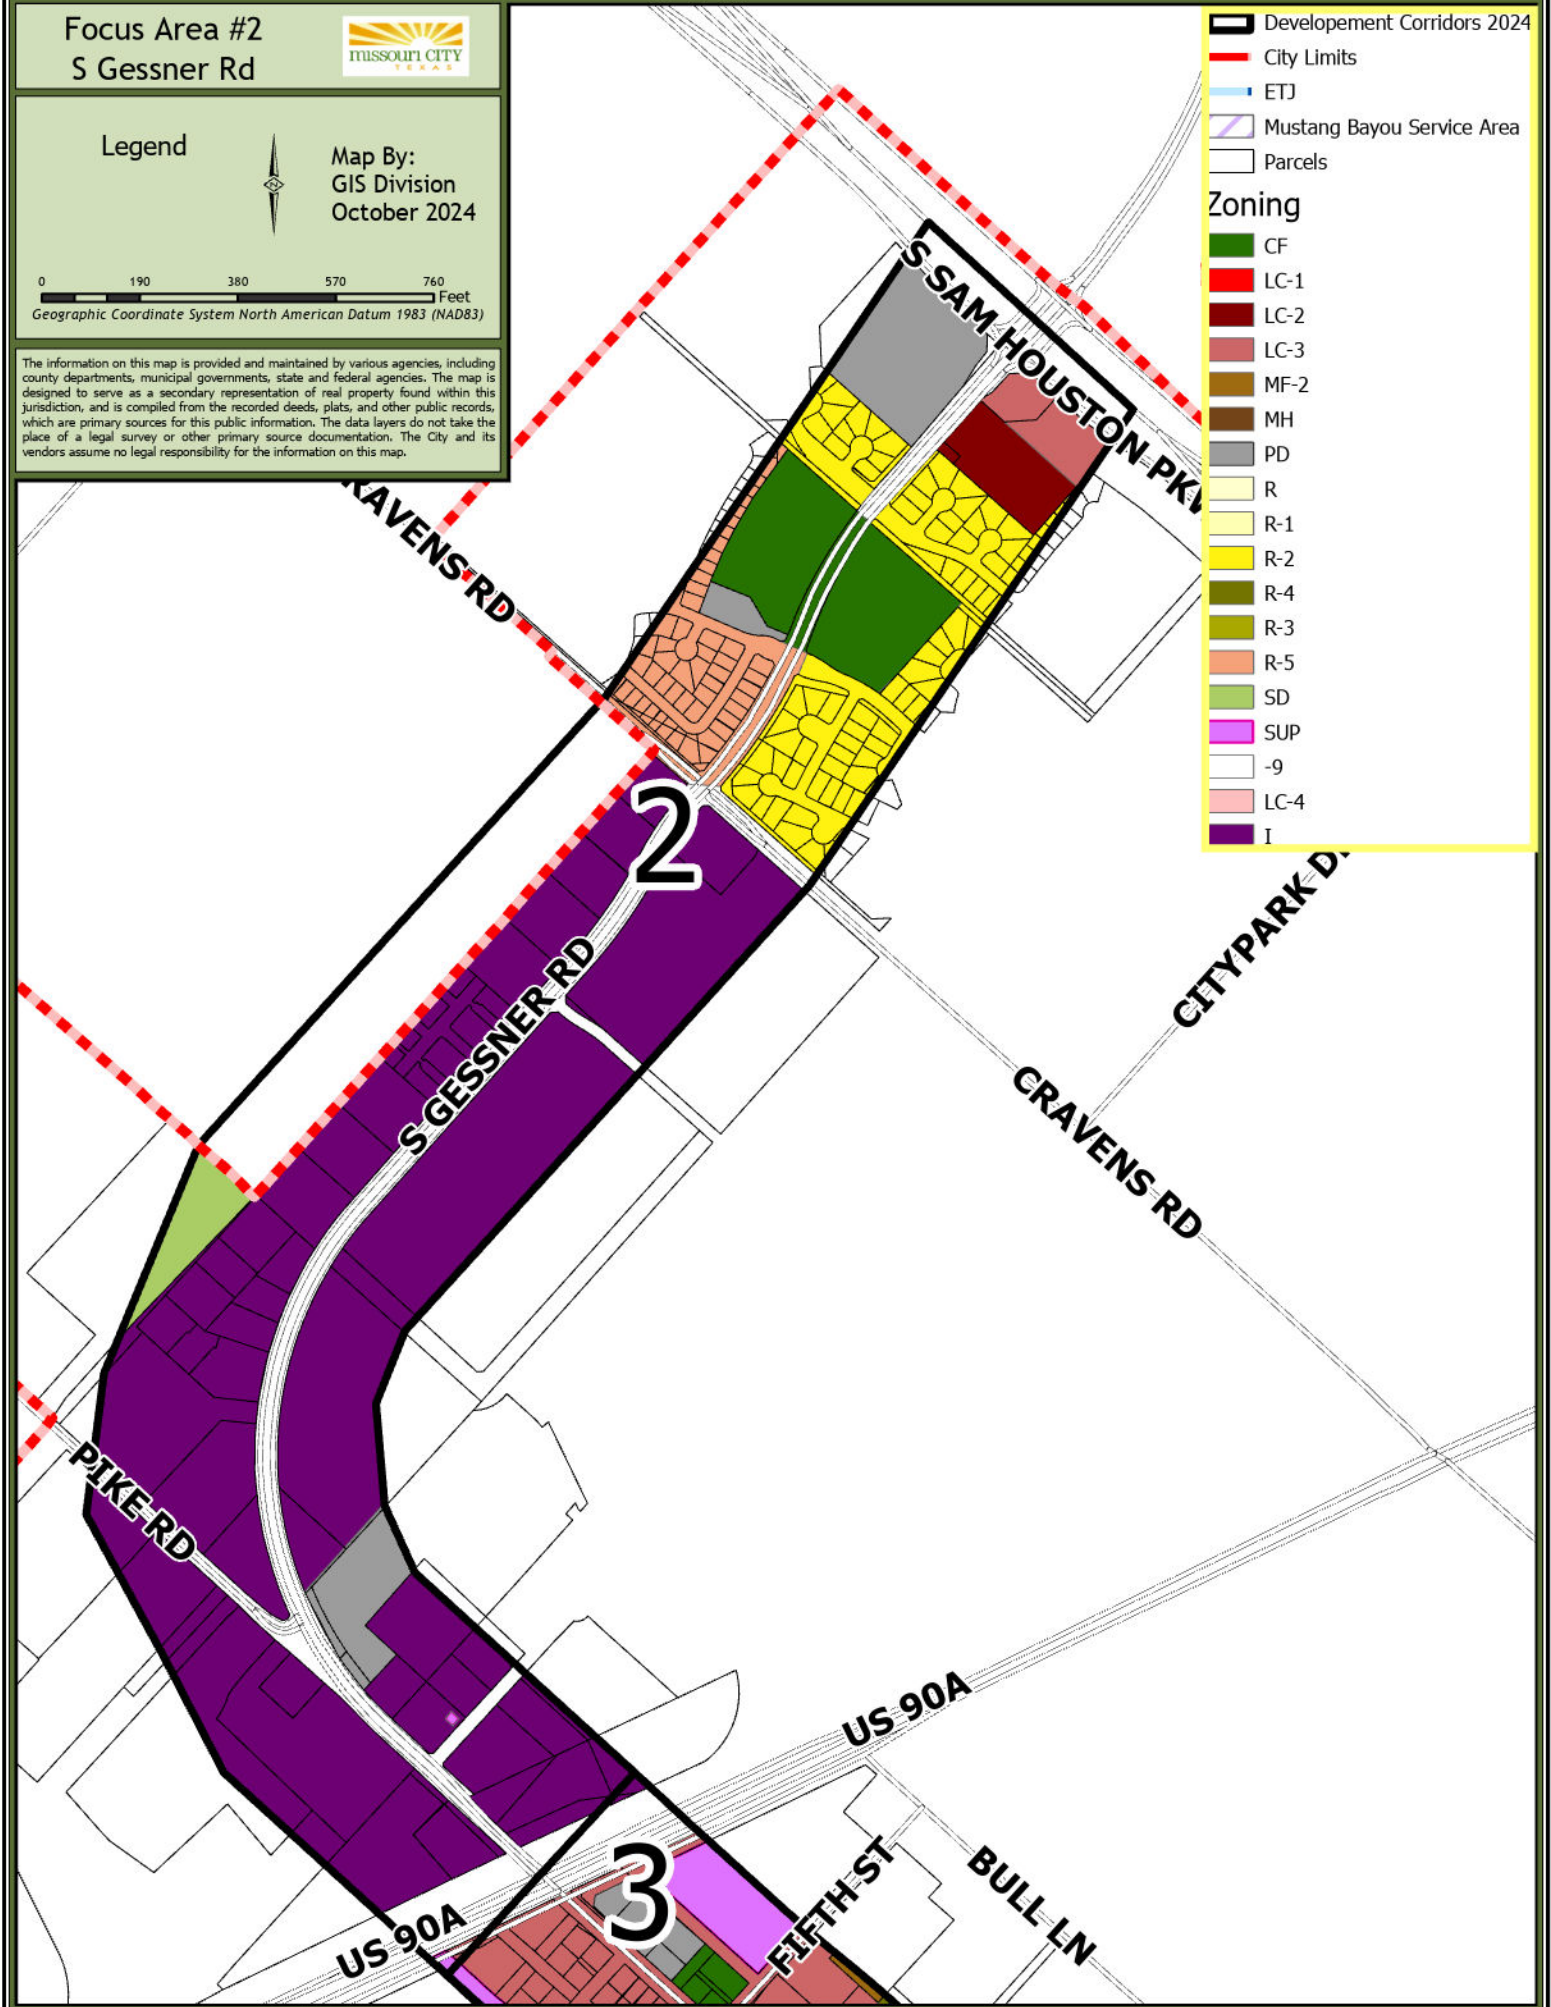 Focus Area #2
S Gessner Rd
missouri CITY
TEXAS
Legend
Map By:
GIS Division
October 2024
0 190 380 570 760
Feet
Geographic Coordinate System North American Datum 1983 (NAD83)
The information on this map is provided and maintained by various agencies, including
county departments, municipal governments, state and federal agencies. The map is
designed to serve as a secondary representation of real property found within this
jurisdiction, and is compiled from the recorded deeds, plats, and other public records,
which are primary sources for this public information. The data layers do not take the
place of a legal survey or other primary source documentation. The City and its
vendors assume no legal responsibility for the information on this map.
Developement Corridors 2024
City Limits
ETJ
Mustang Bayou Service Area
Parcels
Zoning
CF
LC-1
LC-2
LC-3
MF-2
MH
PD
R
R-1
R-2
R-4
R-3
R-5
SD
SUP
-9
LC-4
I
S SAM HOUSTON PKW
RAVENS RD
2
S GESSNER RD
CITYPARK D
CRAVENS RD
PIKE RD
US 90A
3
US 90A
FIFTH ST
BULL LN